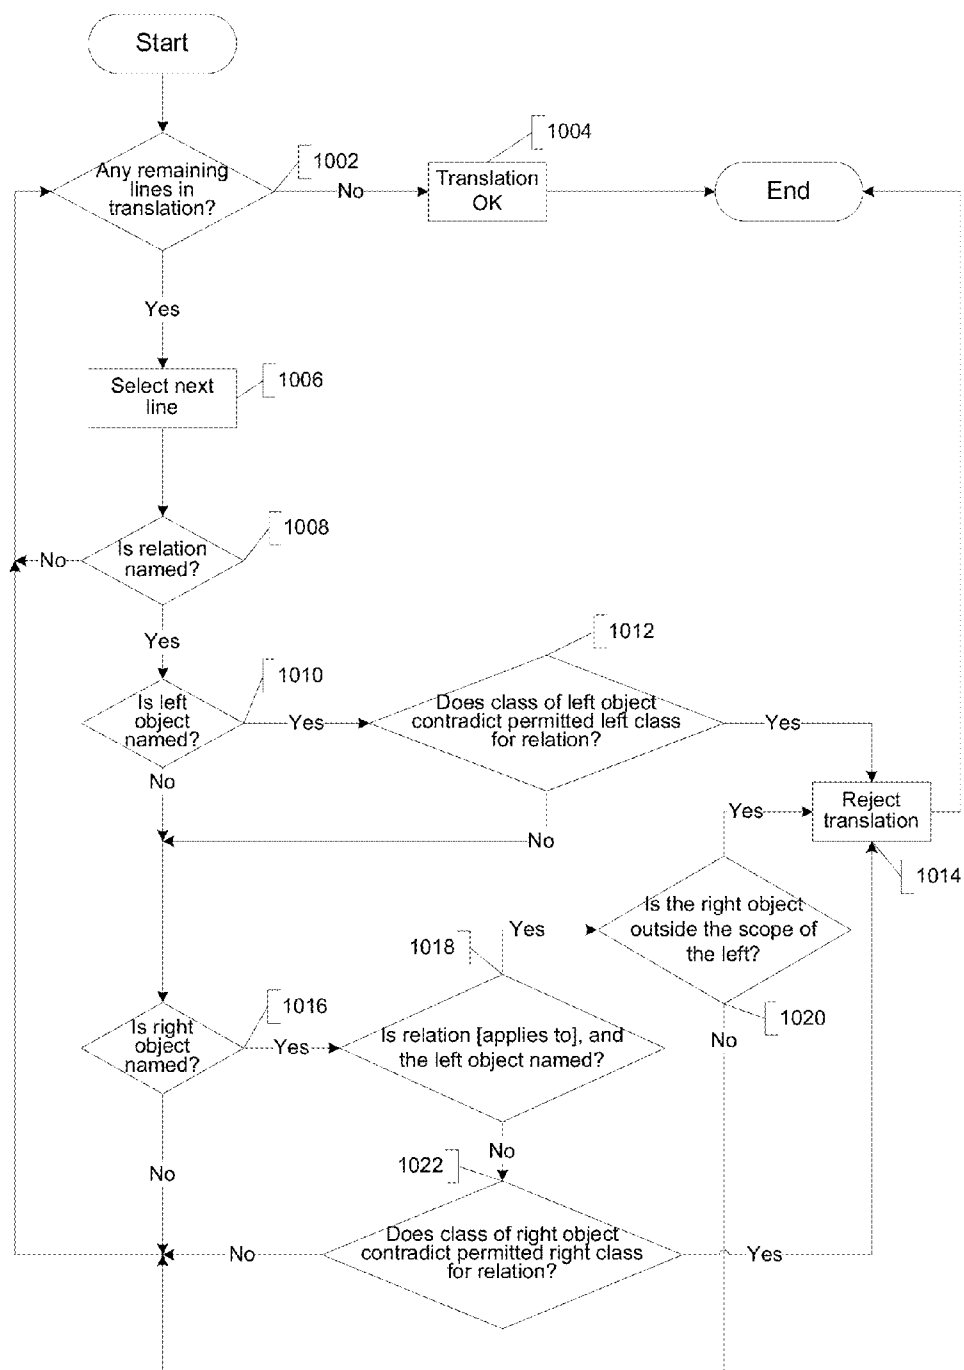 Start
Any remaining
lines in
translation?
1002
No
1004
Translation
OK
End
Yes
Select next
line
1006
Is relation
named?
1008
No
Yes
Is left
object
named?
1010
Yes
No
Does class of left object
contradict permitted left class
for relation?
1012
Yes
No
Reject
translation
1014
Yes
Is the right object
outside the scope of
the left?
1020
No
Is right
object
named?
1016
Yes
No
Is relation [applies to], and
the left object named?
1018
Yes
No
1022
Does class of right object
contradict permitted right class
for relation?
No
Yes